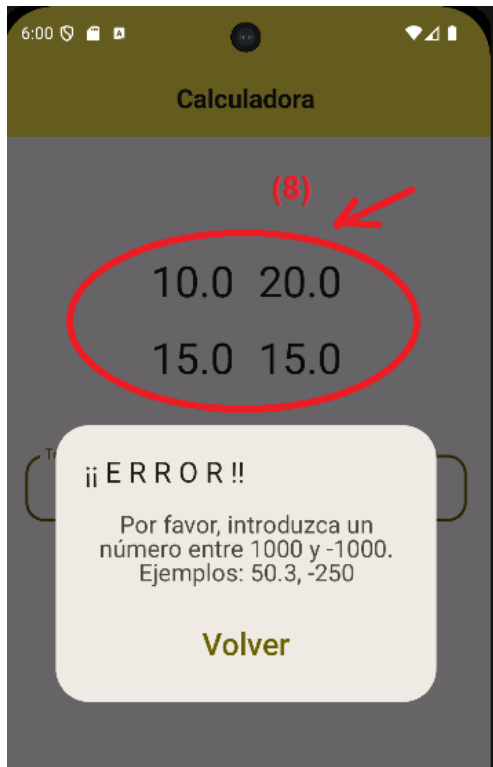 6:00
Calculadora
(8)
10.0 20.0
15.0 15.0
¡¡ E R R O R !!
Por favor, introduzca un
número entre 1000 y -1000.
Ejemplos: 50.3, -250
Volver